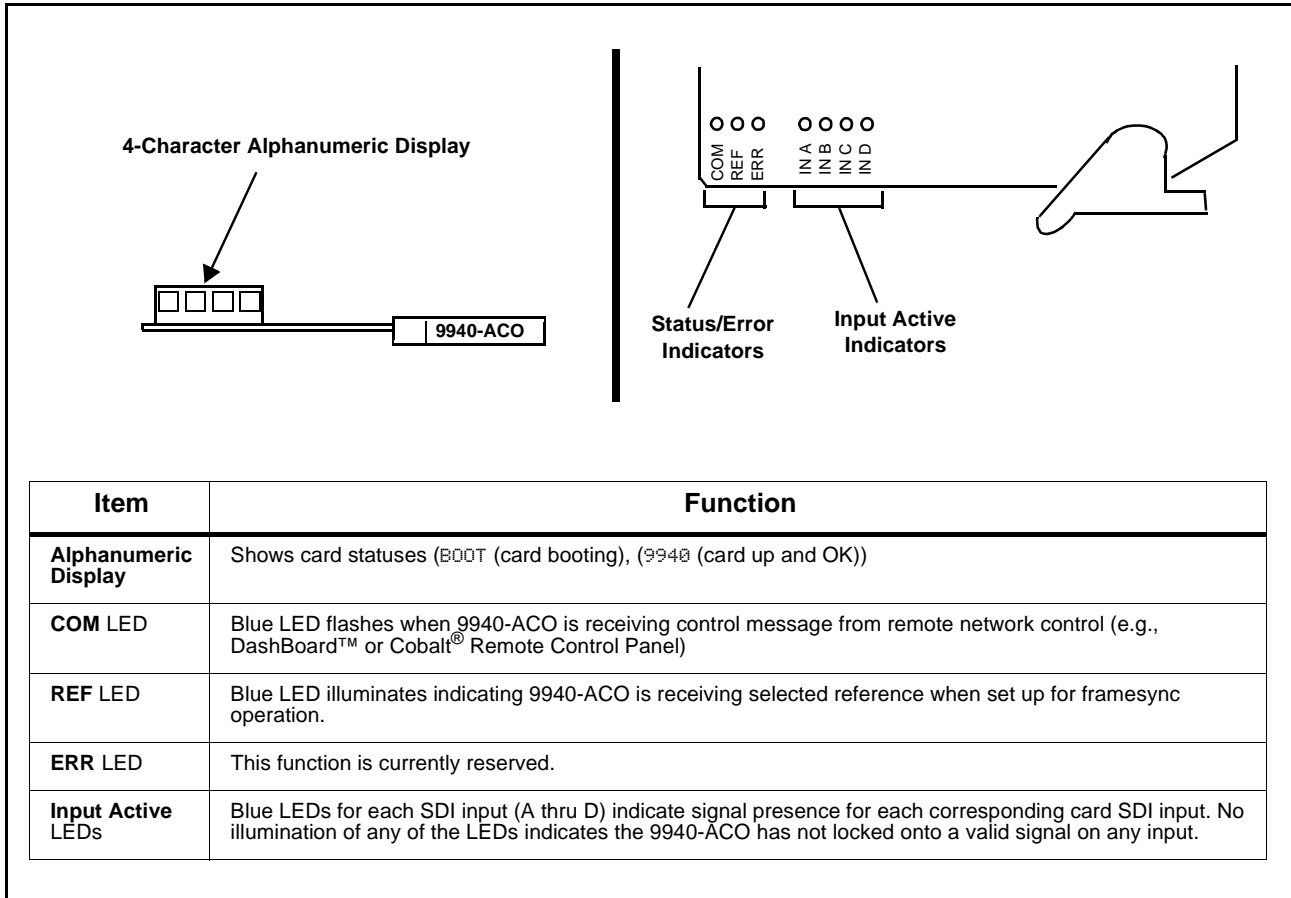 4-Character Alphanumeric Display
9940-ACO
COM
REF
ERR
IN A
IN B
IN C
IN D
Status/Error
Indicators
Input Active
Indicators
Item
Function
Alphanumeric
Display
Shows card statuses (BOOT (card booting), (9940 (card up and OK))
COM LED
Blue LED flashes when 9940-ACO is receiving control message from remote network control (e.g.,
DashBoard™ or Cobalt® Remote Control Panel)
REF LED
Blue LED illuminates indicating 9940-ACO is receiving selected reference when set up for framesync
operation.
ERR LED
This function is currently reserved.
Input Active
LEDs
Blue LEDs for each SDI input (A thru D) indicate signal presence for each corresponding card SDI input. No
illumination of any of the LEDs indicates the 9940-ACO has not locked onto a valid signal on any input.